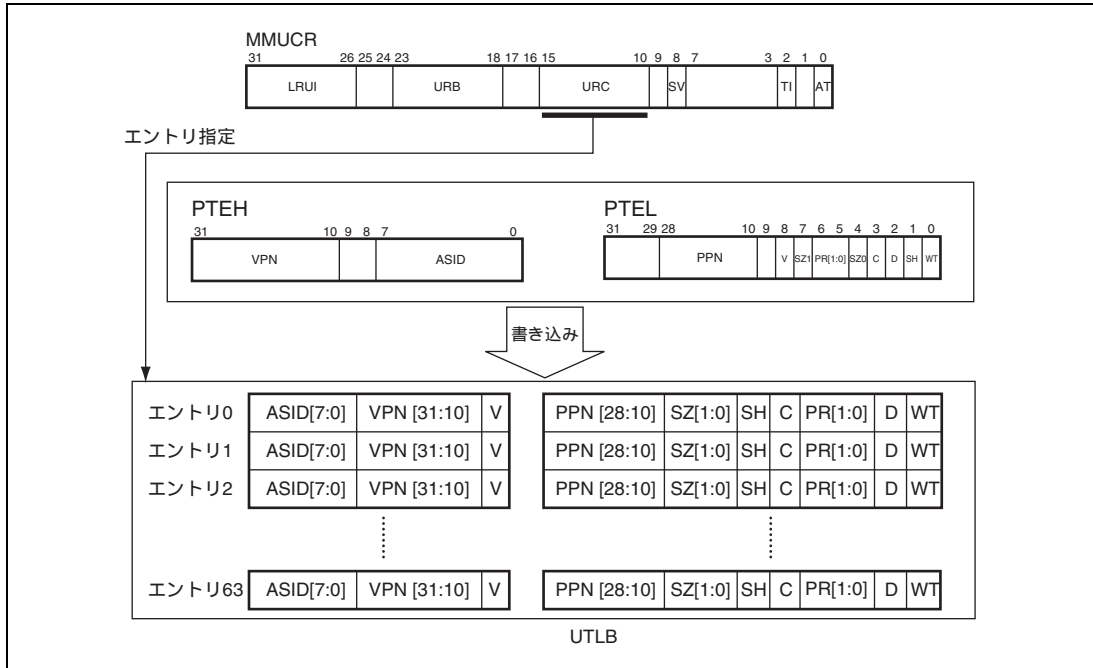 MMUCR
31 26 25 24 23 18 17 16 15 10 9 8 7 3 2 1 0
LRUI URB URC SV TI AT
エントリ指定
PTEH
31 10 9 8 7 0
VPN ASID
PTEL
31 29 28 10 9 8 7 6 5 4 3 2 1 0
PPN V SZ1 PR[1:0] SZ0 C D SH WT
書き込み
エントリ0 ASID[7:0] VPN [31:10] V PPN [28:10] SZ[1:0] SH C PR[1:0] D WT
エントリ1 ASID[7:0] VPN [31:10] V PPN [28:10] SZ[1:0] SH C PR[1:0] D WT
エントリ2 ASID[7:0] VPN [31:10] V PPN [28:10] SZ[1:0] SH C PR[1:0] D WT
エントリ63 ASID[7:0] VPN [31:10] V PPN [28:10] SZ[1:0] SH C PR[1:0] D WT
UTLB